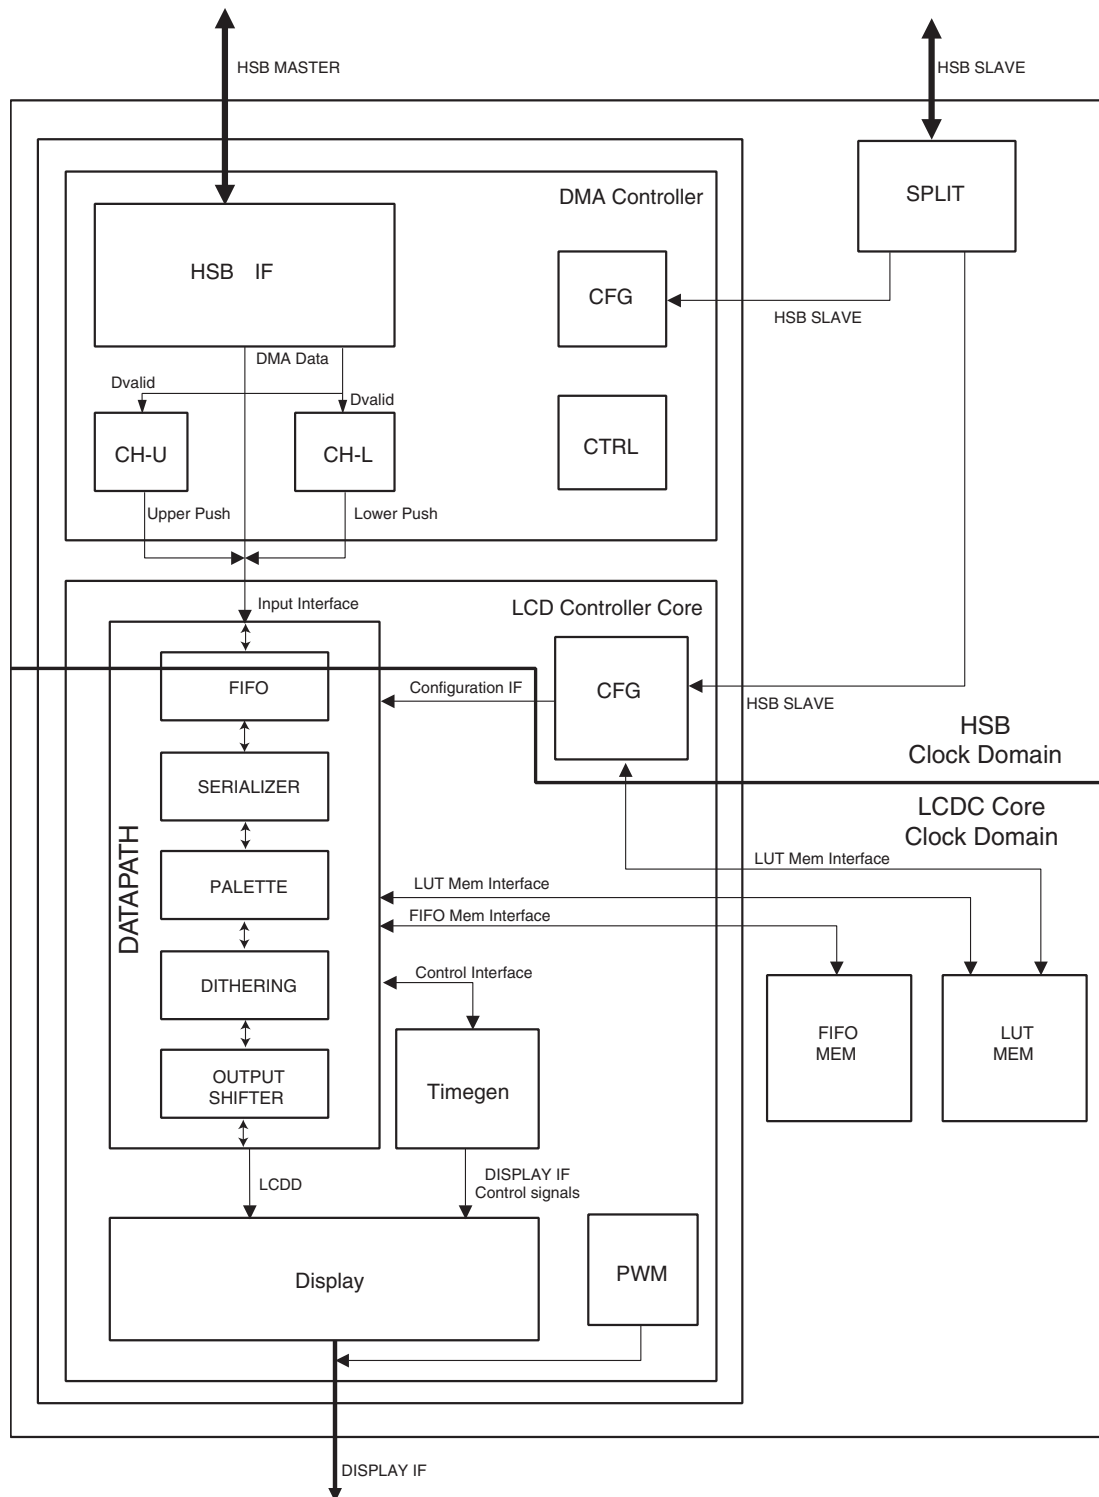 HSB MASTER
HSB SLAVE
DMA Controller
SPLIT
HSB IF
CFG
HSB SLAVE
DMA Data
Dvalid
Dvalid
CH-U
CH-L
CTRL
Upper Push
Lower Push
Input Interface
LCD Controller Core
FIFO
Configuration IF
CFG
HSB SLAVE
HSB
Clock Domain
SERIALIZER
LCDC Core
Clock Domain
DATAPATH
PALETTE
LUT Mem Interface
LUT Mem Interface
FIFO Mem Interface
DITHERING
Control Interface
FIFO
MEM
LUT
MEM
OUTPUT
SHIFTER
Timegen
LCDD
DISPLAY IF
Control signals
Display
PWM
DISPLAY IF